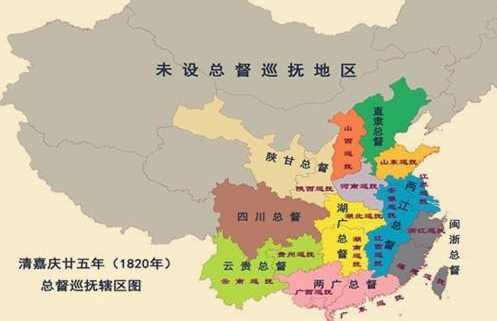 未设总督巡抚地区
直隶总督
山西巡抚
山东巡抚
陕甘总督
陕西巡抚
河南巡抚
两江总督
江苏巡抚
安徽巡抚
江西巡抚
四川总督
湖广总督
湖北巡抚
湖南巡抚
浙江巡抚
闽浙总督
福建巡抚
贵州巡抚
云贵总督
云南巡抚
两广总督
广西巡抚
广东巡抚
清嘉庆廿五年（1820年）
总督巡抚辖区图